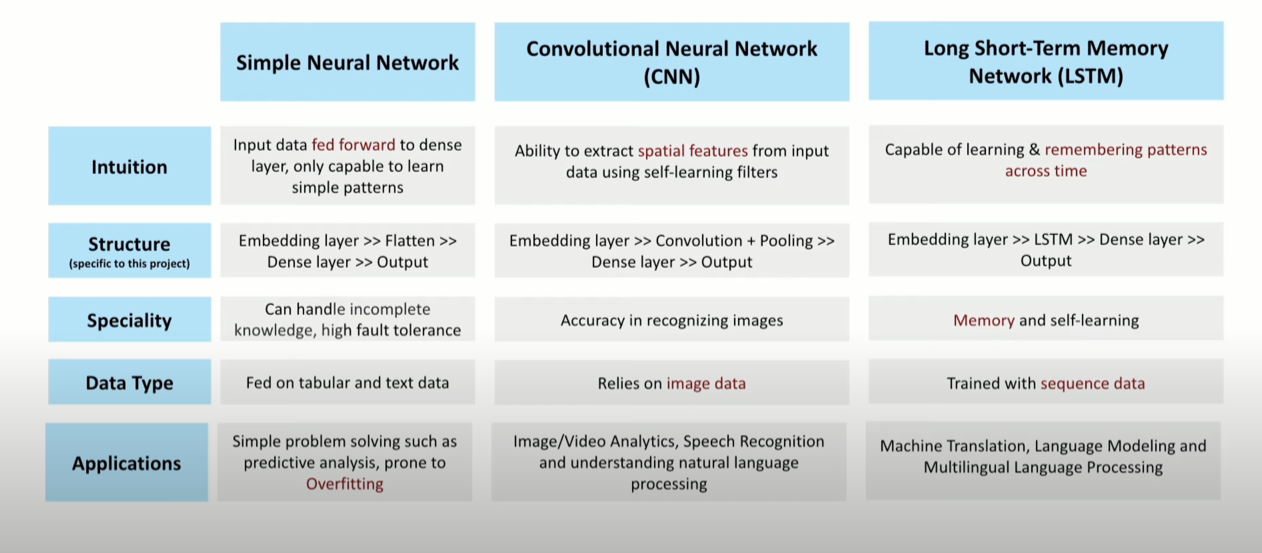 Simple Neural Network
Convolutional Neural Network
(CNN)
Long Short-Term Memory
Network (LSTM)
Intuition
Input data fed forward to dense
layer, only capable to learn
simple patterns
Ability to extract spatial features from input
data using self-learning filters
Capable of learning & remembering patterns
across time
Structure
(specific to this project)
Embedding layer >> Flatten >>
Dense layer >> Output
Embedding layer >> Convolution + Pooling >>
Dense layer >> Output
Embedding layer >> LSTM >> Dense layer >>
Output
Speciality
Can handle incomplete
knowledge, high fault tolerance
Accuracy in recognizing images
Memory and self-learning
Data Type
Fed on tabular and text data
Relies on image data
Trained with sequence data
Applications
Simple problem solving such as
predictive analysis, prone to
Overfitting
Image/Video Analytics, Speech Recognition
and understanding natural language
processing
Machine Translation, Language Modeling and
Multilingual Language Processing